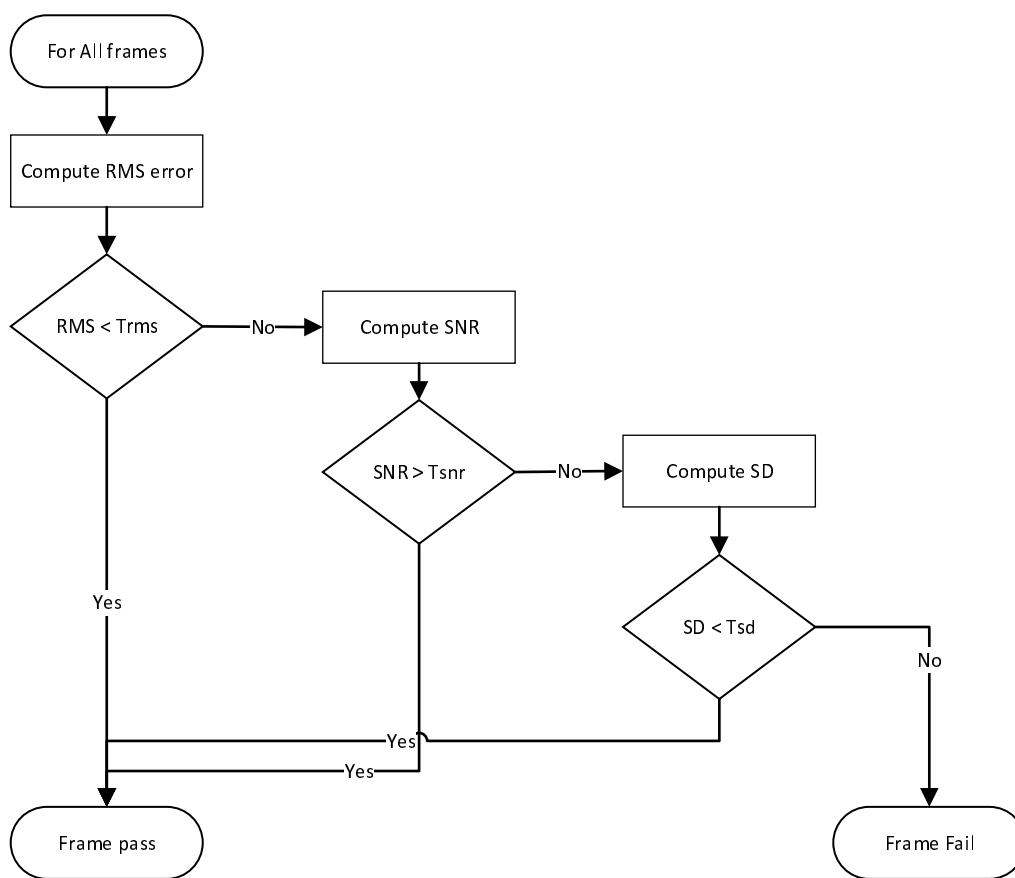 For All frames
Compute RMS error
RMS < Trms
No
Compute SNR
SNR > Tsnr
No
Compute SD
Yes
SD < Tsd
No
Yes
Yes
Frame pass
Frame Fail